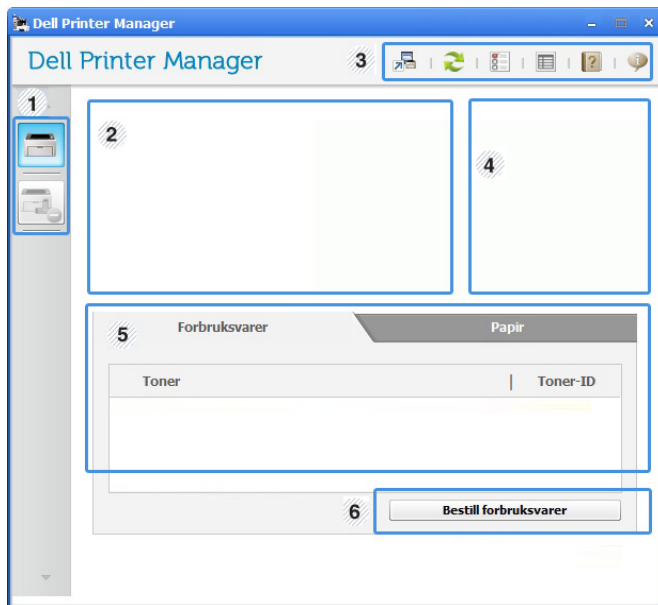 Dell Printer Manager
Dell Printer Manager
3
1
2
4
5
Forbruksvarer
Papir
Toner
Toner-ID
6
Bestill forbruksvarer